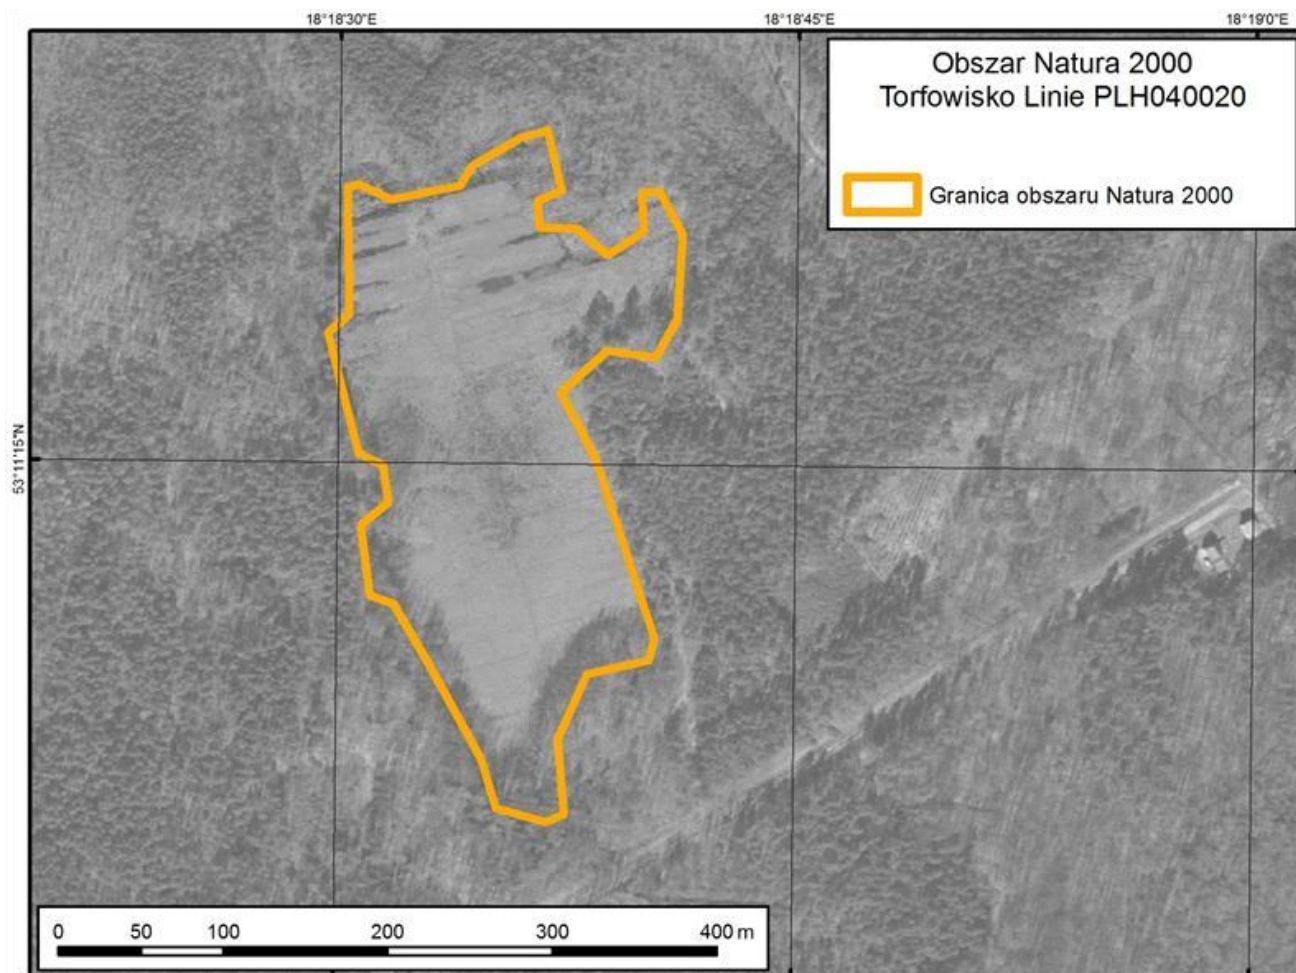 18°18'30"E
18°18'45"E
18°19'0"E
Obszar Natura 2000
Torfowisko Linie PLH040020
Granica obszaru Natura 2000
53°11'15"N
0 50 100 200 300 400 m